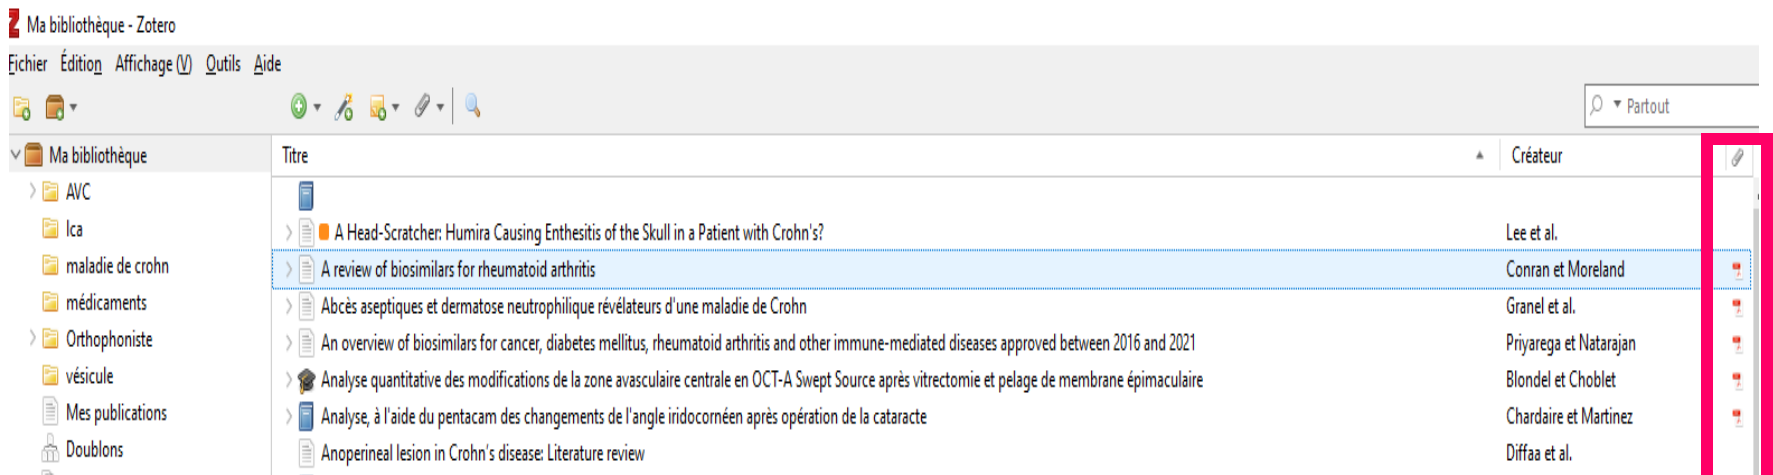 Z Ma bibliothèque - Zotero
Fichier Édition Affichage (V) Outils Aide
Partout
Ma bibliothèque Titre Créateur
AVC
lca A Head-Scratcher: Humira Causing Enthesitis of the Skull in a Patient with Crohn's? Lee et al.
maladie de crohn A review of biosimilars for rheumatoid arthritis Conran et Moreland
médicaments Abcès aseptiques et dermatose neutrophilique révélateurs d'une maladie de Crohn Granel et al.
Orthophoniste An overview of biosimilars for cancer, diabetes mellitus, rheumatoid arthritis and other immune-mediated diseases approved between 2016 and 2021 Priyarega et Natarajan
vésicule Analyse quantitative des modifications de la zone avasculaire centrale en OCT-A Swept Source après vitrectomie et pelage de membrane épimaculaire Blondel et Choblet
Mes publications Analyse, à l'aide du pentacam des changements de l'angle iridocornéen après opération de la cataracte Chardaire et Martinez
Doublons Anoperineal lesion in Crohn's disease: Literature review Diffaa et al.